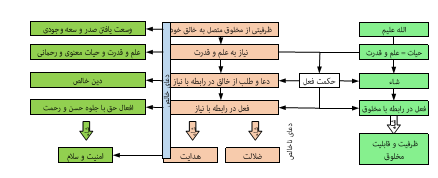 الله علیم
حیات – علم و قدرت
شاء
فعل در رابطه با مخلوق
ظرفیت و قابلیت
مخلوق
حکمت فعل
ظرفیتی از مخلوق متصل به خالق خود
نیاز به علم و قدرت
دعا و طلب از خالق در رابطه با نیاز
فعل در رابطه با نیاز
ضلالت
هدایت
دعای ناخالص
دعای خالص
وسعت یافتن صدر و سعه وجودی
علم و قدرت و حیات معنوی و رحمانی
دین خالص
افعال حق با جلوه حسن و رحمت
امنیت و سلام